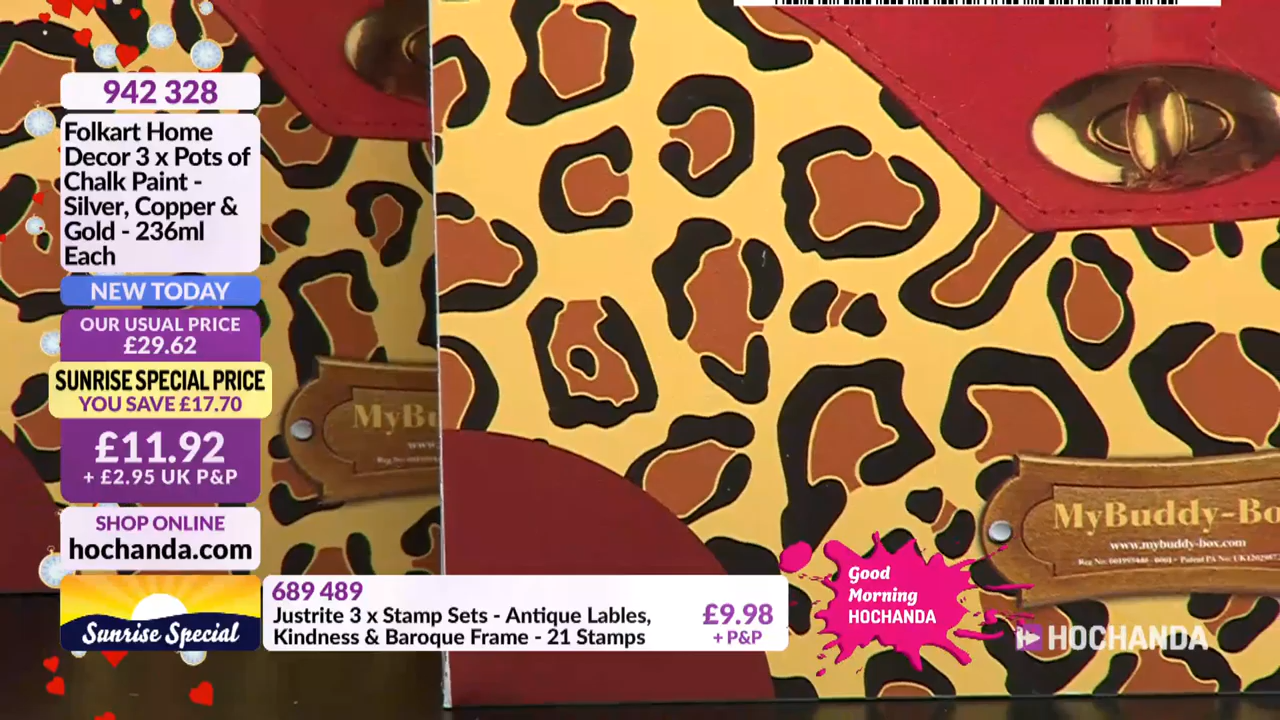 942 328
Folkart Home
Decor 3 x Pots of
Chalk Paint -
Silver, Copper &
Gold - 236ml
Each
NEW TODAY
OUR USUAL PRICE
£29.62
SUNRISE SPECIAL PRICE
YOU SAVE £17.70
£11.92
+ £2.95 UK P&P
SHOP ONLINE
hochanda.com
Sunrise Special
689 489
Justrite 3 x Stamp Sets - Antique Lables,
Kindness & Baroque Frame - 21 Stamps
£9.98
+ P&P
Good
Morning
HOCHANDA
HOCHANDA
MyBu
MyBuddy-Bo
www.mybuddy-box.com